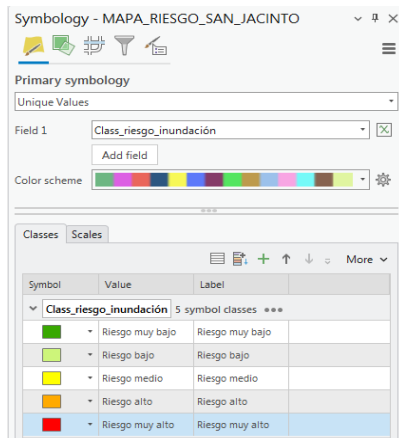 Symbology - MAPA_RIESGO_SAN_JACINTO
Primary symbology
Unique Values
Field 1 Class_riesgo_inundación
Add field
Color scheme
Classes Scales
More
Symbol Value Label
Class_riesgo_inundación 5 symbol classes
Riesgo muy bajo Riesgo muy bajo
Riesgo bajo Riesgo bajo
Riesgo medio Riesgo medio
Riesgo alto Riesgo alto
Riesgo muy alto Riesgo muy alto